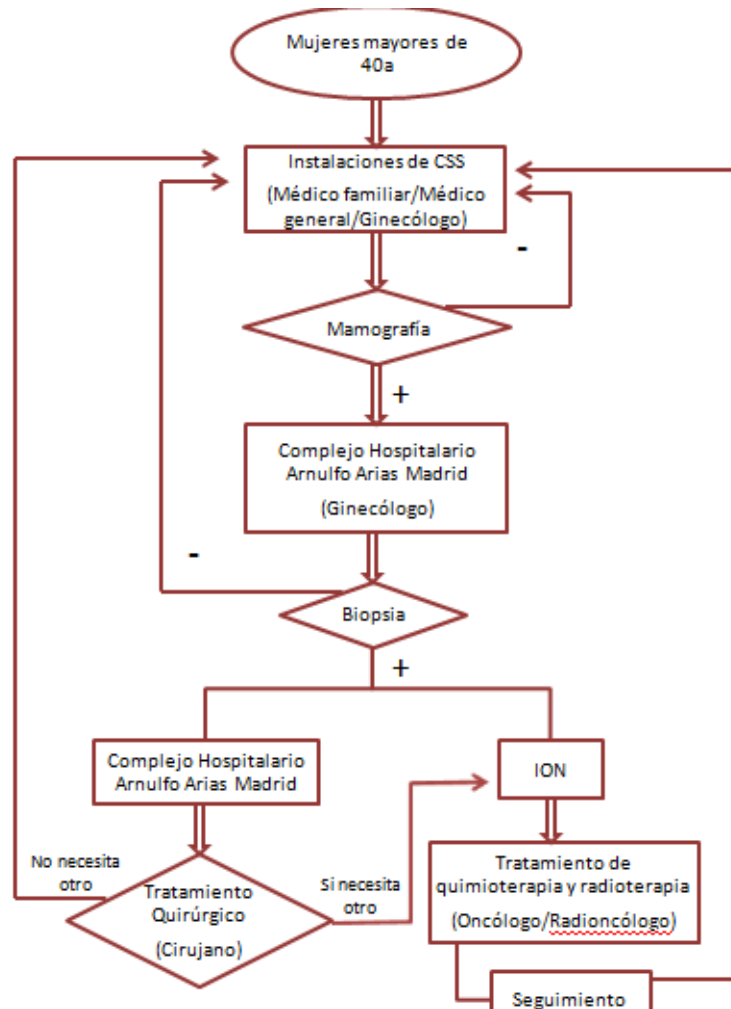 Mujeres mayores de
40a
Instalaciones de CSS
(Médico familiar/Médico
general/Ginecólogo)
-
Mamografía
+
Complejo Hospitalario
Arnulfo Arias Madrid
(Ginecólogo)
-
Biopsia
+
Complejo Hospitalario
Arnulfo Arias Madrid
ION
No necesita
otro
Tratamiento
Quirúrgico
(Cirujano)
Si necesita
otro
Tratamiento de
quimioterapia y radioterapia
(Oncólogo/Radioncólogo)
Seguimiento